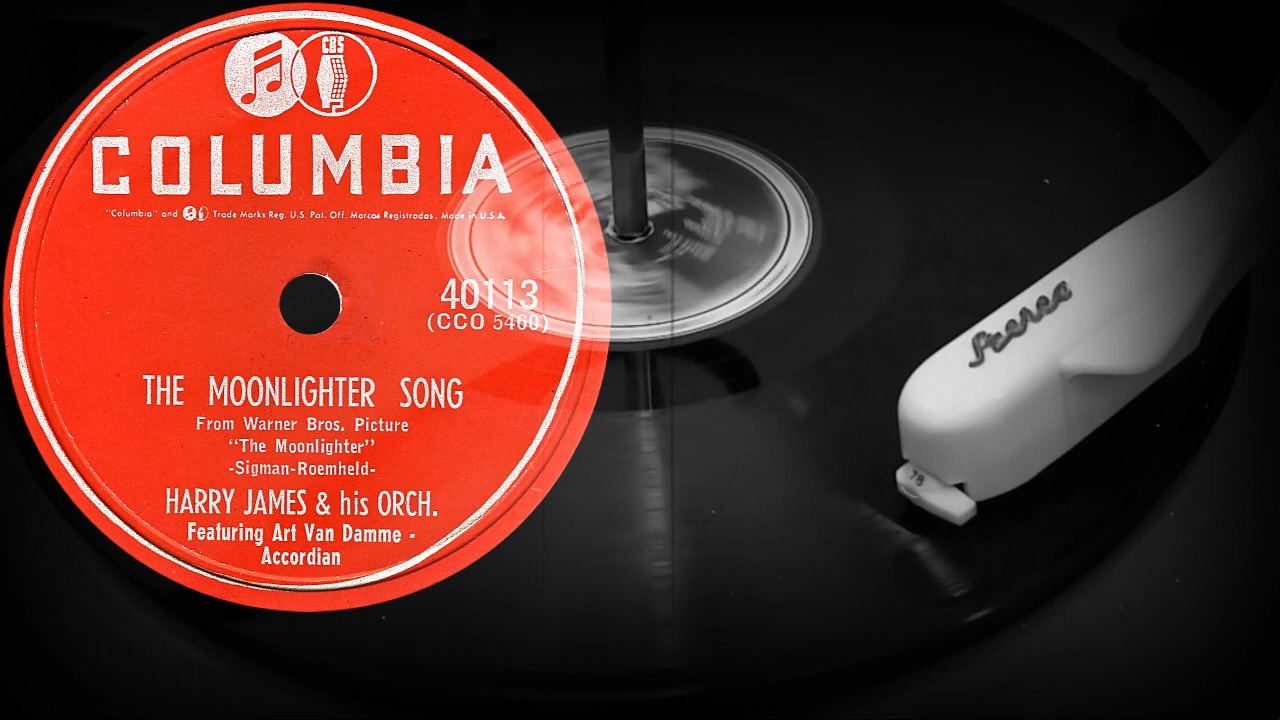 CBS
COLUMBIA
"Columbia" and Trade Marks Reg. U.S. Pat. Off. Marcas Registradas. Made in U.S.A.
40113
(CCO 5460)
THE MOONLIGHTER SONG
From Warner Bros. Picture
"The Moonlighter"
-Sigman-Roemheld-
HARRY JAMES & his ORCH.
Featuring Art Van Damme -
Accordian
Stereo
78